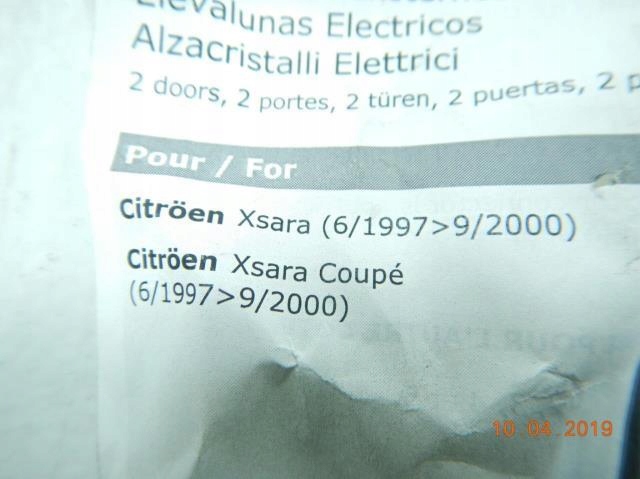 Elevalunas Electricos
Alzacristalli Elettrici
2 doors, 2 portes, 2 türen, 2 puertas, 2 p
Pour / For
Citröen Xsara (6/1997>9/2000)
Citröen Xsara Coupé
(6/1997>9/2000)
10.04.2019